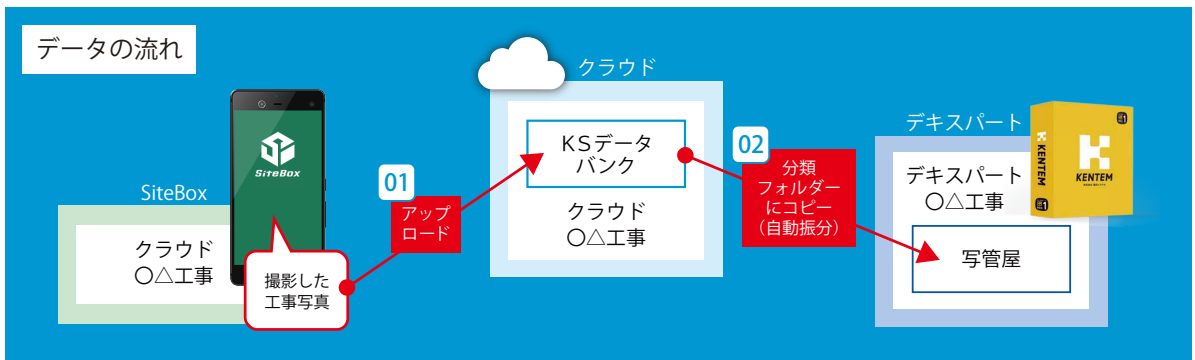 データの流れ
SiteBox
クラウド
〇△工事
SiteBox
撮影した
工事写真
01
アップ
ロード
クラウド
KSデータ
バンク
クラウド
〇△工事
02
分類
フォルダー
にコピー
（自動振分）
デキスパート
デキスパート
〇△工事
写管屋
KENTEM
KENTEM